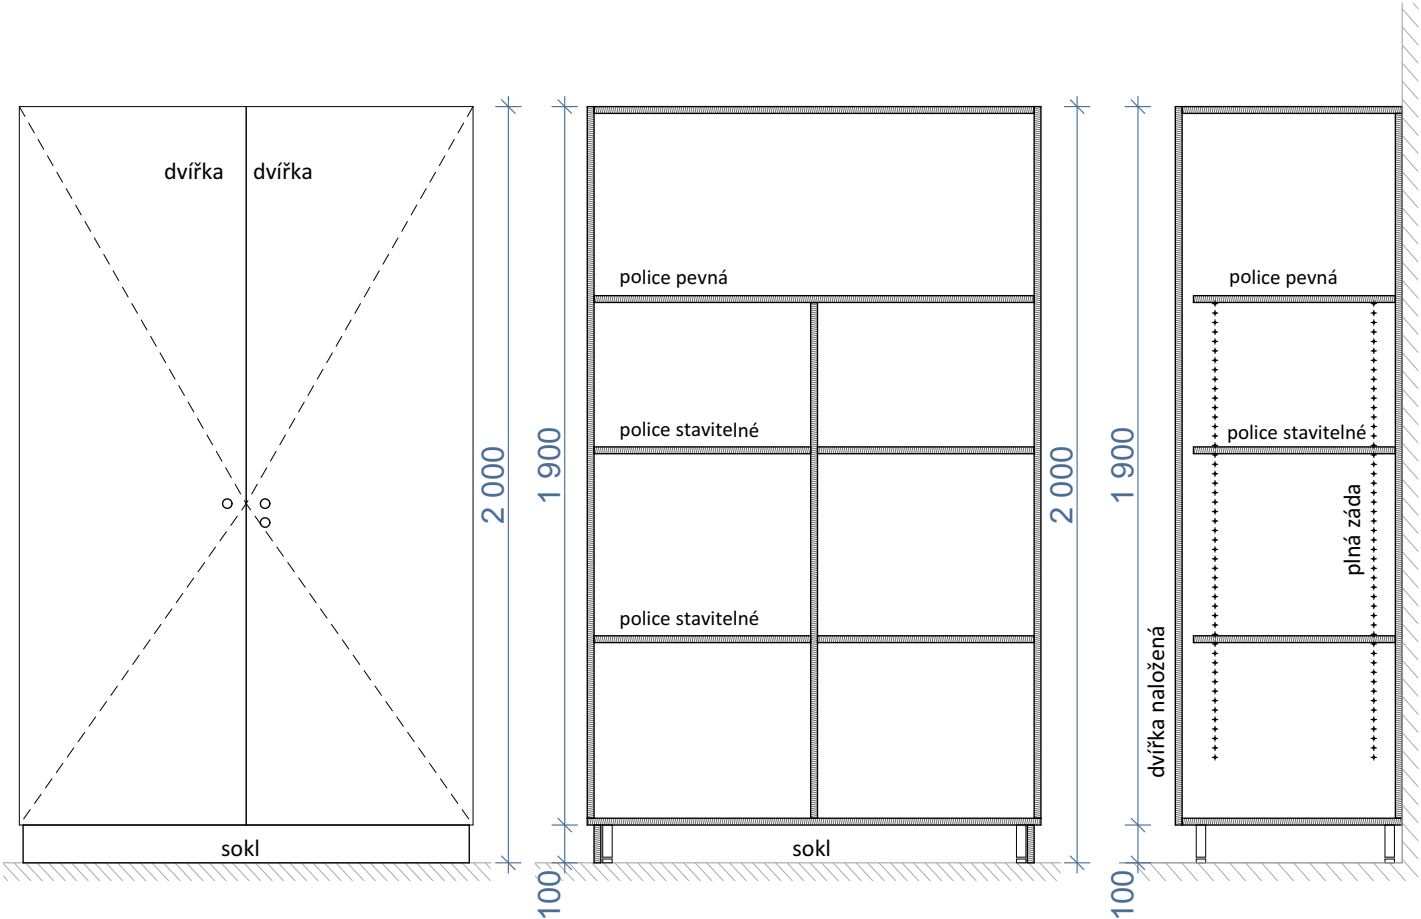 dvířka
dvířka
2 000
sokl
1 900
100
police pevná
police stavitelné
police stavitelné
sokl
2 000
1 900
100
police pevná
police stavitelné
plná záda
dvířka naložená